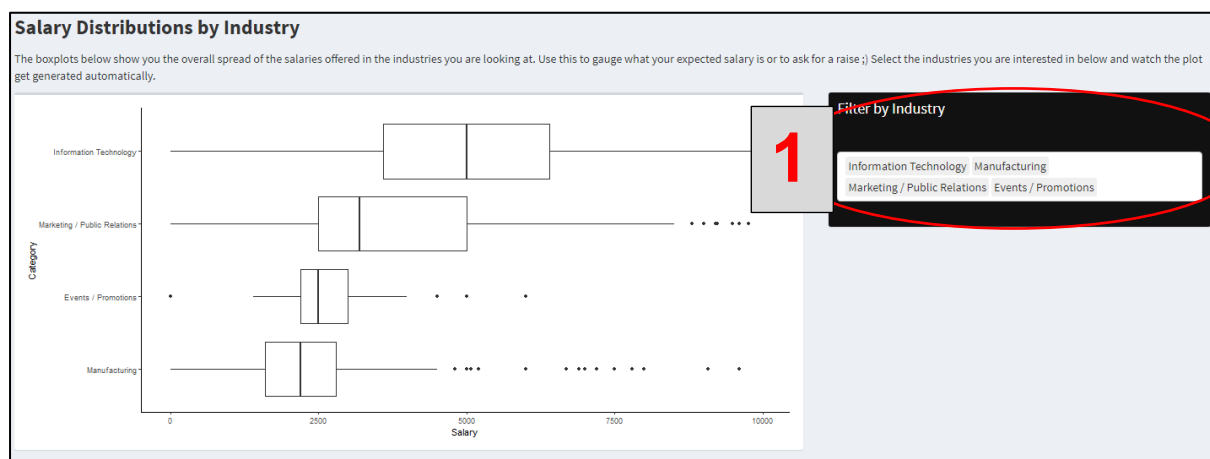 Salary Distributions by Industry
The boxplots below show you the overall spread of the salaries offered in the industries you are looking at. Use this to gauge what your expected salary is or to ask for a raise ;) Select the industries you are interested in below and watch the plot
get generated automatically.
1
Filter by Industry
Information Technology Manufacturing
Marketing / Public Relations Events / Promotions
Category
Information Technology
Marketing / Public Relations
Events / Promotions
Manufacturing
0 2500 5000 7500 10000
Salary